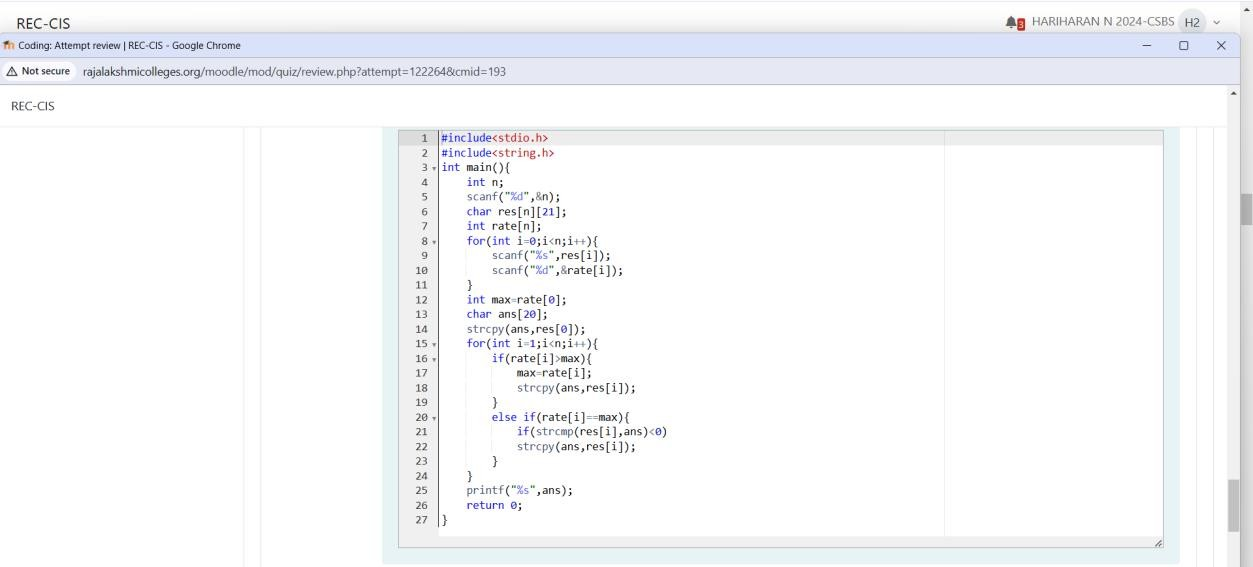 REC-CIS
3 HARIHARAN N 2024-CSBS H2
Coding: Attempt review | REC-CIS - Google Chrome
Not secure rajalakshmicolleges.org/moodle/mod/quiz/review.php?attempt=122264&cmid=193
REC-CIS
1 #include<stdio.h>
2 #include<string.h>
3 int main(){
4 int n;
5 scanf("%d",&n);
6 char res[n][21];
7 int rate[n];
8 for(int i=0;i<n;i++){
9 scanf("%s",res[i]);
10 scanf("%d",&rate[i]);
11 }
12 int max=rate[0];
13 char ans[20];
14 strcpy(ans,res[0]);
15 for(int i=1;i<n;i++){
16 if(rate[i]>max){
17 max=rate[i];
18 strcpy(ans,res[i]);
19 }
20 else if(rate[i]==max){
21 if(strcmp(res[i],ans)<0)
22 strcpy(ans,res[i]);
23 }
24 }
25 printf("%s",ans);
26 return 0;
27 }